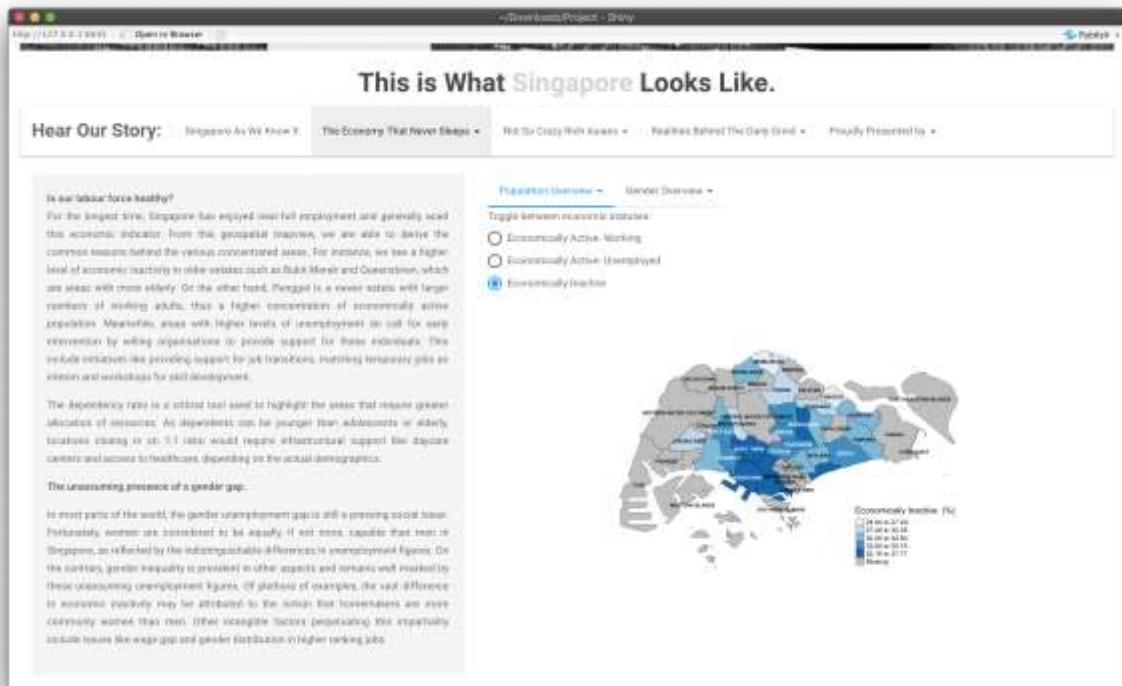 ~/Downloads/Project - Shiny
Open in Browser
Publish
This is What Singapore Looks Like.
Hear Our Story:
Singapore As We Know It
The Economy That Never Sleeps
Not So Crazy Rich Asians
Realities Behind The Daily Grind
Proudly Presented by
Is our labour force healthy?
For the longest time, Singapore has enjoyed near-full employment and generally aced
this economic indicator. From this geospatial mapview, we are able to derive the
common reasons behind the various concentrated areas. For instance, we see a higher
level of economic inactivity in older estates such as Bukit Merah and Queenstown, which
are areas with more elderly. On the other hand, Punggol is a newer estate with larger
numbers of working adults, thus a higher concentration of economically active
population. Meanwhile, areas with higher levels of unemployment do call for early
intervention by willing organisations to provide support for these individuals. This
include initiatives like providing support for job transitions, matching temporary jobs as
interim and workshops for skill development.
The dependency ratio is a critical tool used to highlight the areas that require greater
allocation of resources. As dependents can be younger than adolescents or elderly,
locations closing in on 1:1 ratio would require infrastructural support like daycare
centers and access to healthcare, depending on the actual demographics.
The unassuming presence of a gender gap.
In most parts of the world, the gender unemployment gap is still a pressing social issue.
Fortunately, women are considered to be equally, if not more, capable than men in
Singapore, as reflected by the indistinguishable differences in unemployment figures. On
the contrary, gender inequality is prevalent in other aspects and remains well masked by
these unassuming unemployment figures. Of plethora of examples, the vast difference
in economic inactivity may be attributed to the notion that homemakers are more
commonly women than men. Other intangible factors perpetuating this impartiality
include issues like wage gap and gender distribution in higher ranking jobs.
Population Overview
Gender Overview
Toggle between economic statuses:
Economically Active- Working
Economically Active- Unemployed
Economically Inactive
Economically Inactive (%)
Missing